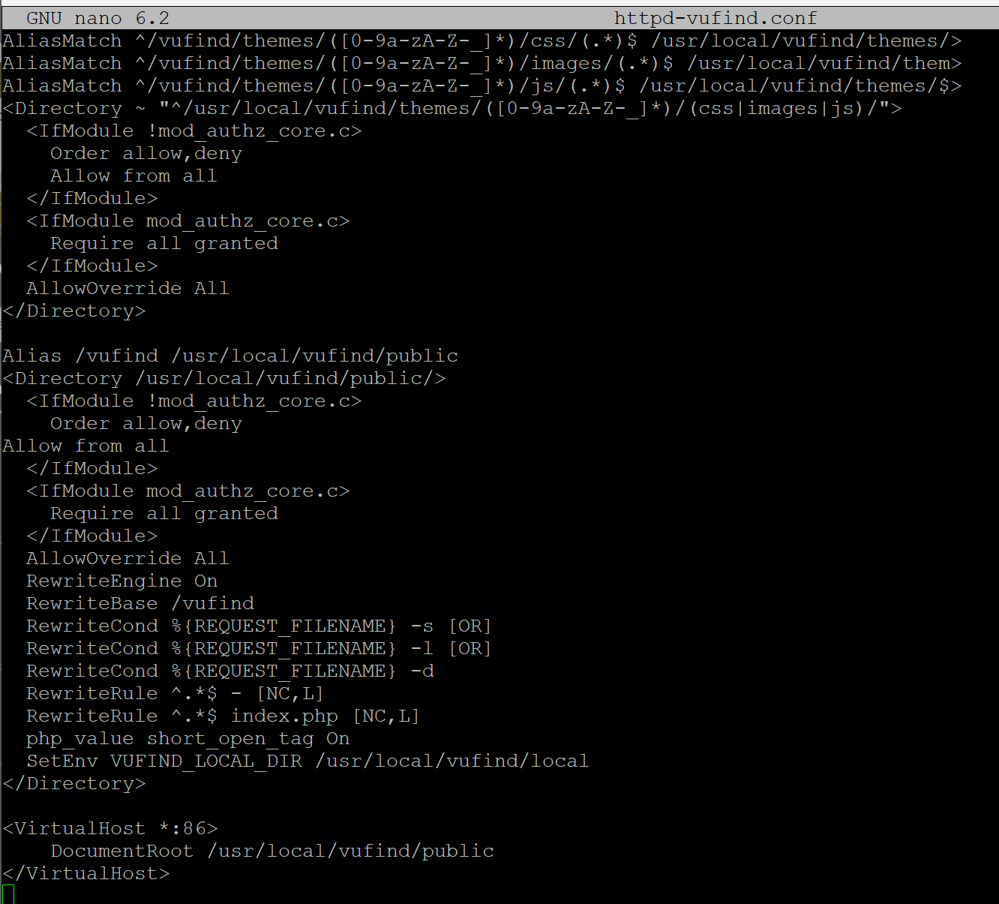 GNU nano 6.2 httpd-vufind.conf
AliasMatch ^/vufind/themes/([0-9a-zA-Z-_]*)/css/(.*)$ /usr/local/vufind/themes/>
AliasMatch ^/vufind/themes/([0-9a-zA-Z-_]*)/images/(.*)$ /usr/local/vufind/them>
AliasMatch ^/vufind/themes/([0-9a-zA-Z-_]*)/js/(.*)$ /usr/local/vufind/themes/$>
<Directory ~ "^/usr/local/vufind/themes/([0-9a-zA-Z-_]*)/(css|images|js)/">
  <IfModule !mod_authz_core.c>
    Order allow,deny
    Allow from all
  </IfModule>
  <IfModule mod_authz_core.c>
    Require all granted
  </IfModule>
  AllowOverride All
</Directory>

Alias /vufind /usr/local/vufind/public
<Directory /usr/local/vufind/public/>
  <IfModule !mod_authz_core.c>
    Order allow,deny
Allow from all
  </IfModule>
  <IfModule mod_authz_core.c>
    Require all granted
  </IfModule>
  AllowOverride All
  RewriteEngine On
  RewriteBase /vufind
  RewriteCond %{REQUEST_FILENAME} -s [OR]
  RewriteCond %{REQUEST_FILENAME} -l [OR]
  RewriteCond %{REQUEST_FILENAME} -d
  RewriteRule ^.*$ - [NC,L]
  RewriteRule ^.*$ index.php [NC,L]
  php_value short_open_tag On
  SetEnv VUFIND_LOCAL_DIR /usr/local/vufind/local
</Directory>

<VirtualHost *:86>
    DocumentRoot /usr/local/vufind/public
</VirtualHost>